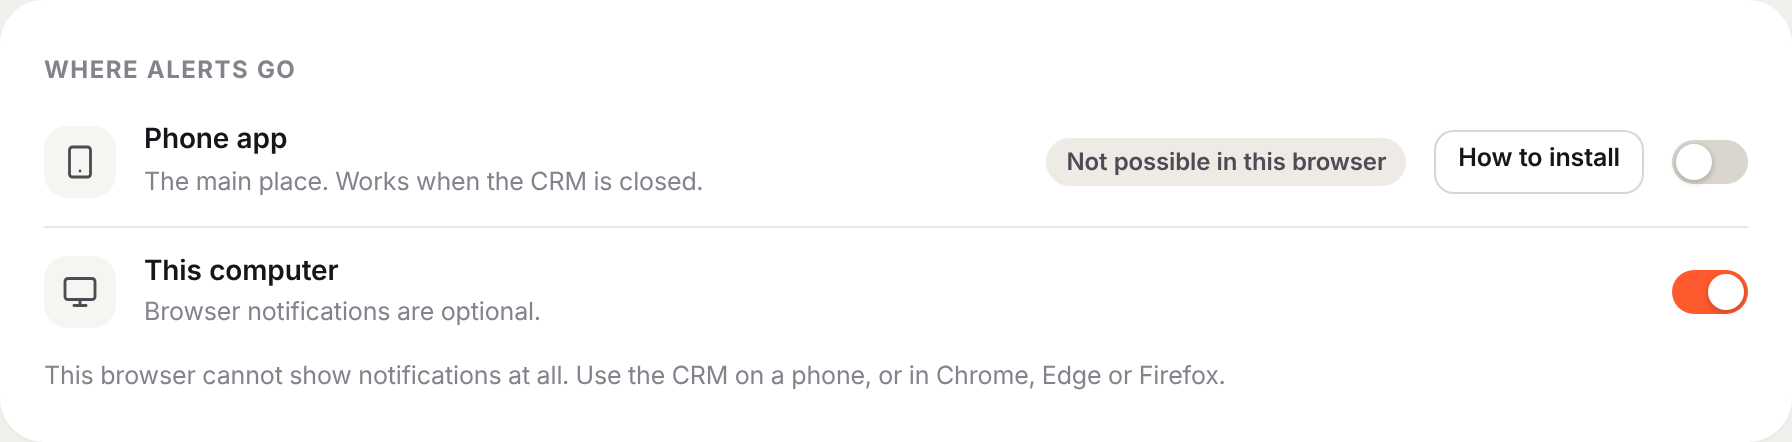 WHERE ALERTS GO
Phone app
The main place. Works when the CRM is closed.
Not possible in this browser
How to install
This computer
Browser notifications are optional.
This browser cannot show notifications at all. Use the CRM on a phone, or in Chrome, Edge or Firefox.